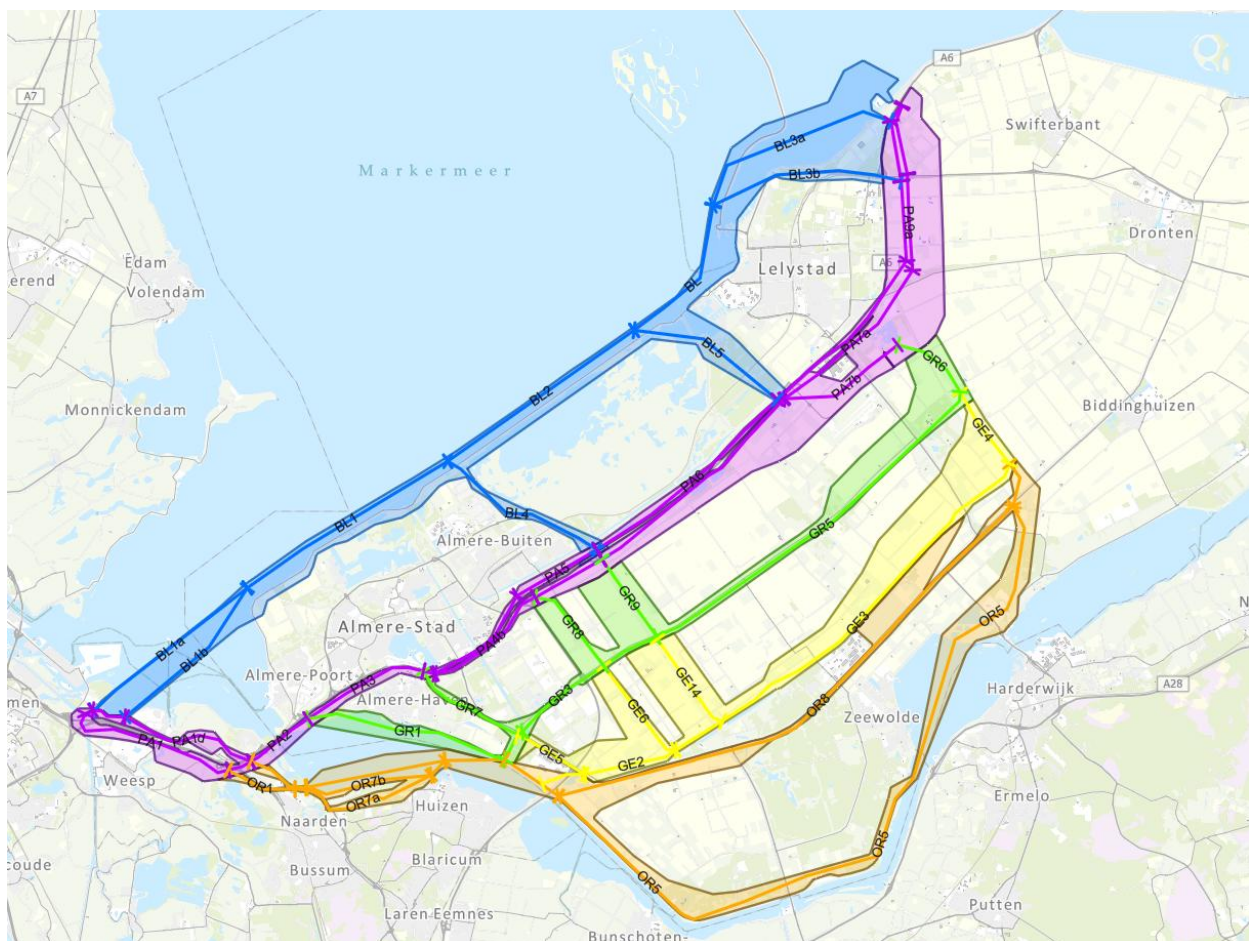 A6
A7
Swifterbant
Markermeer
BL3a
BL3b
PA9a
Dronten
Edam
Volendam
Lelystad
A6
BL
BL5
PA7a
PA7b
GR6
BL2
Monnickendam
Biddinghuizen
GE4
PA6
BL1
BL4
Almere-Buiten
GR5
PA5
GR9
GR8
Almere-Stad
PA4b
BL1a
BL1b
GE3
OR5
Almere-Poort
PA3
Almere-Haven
GR7
GR3
GE14
Harderwijk
A28
GE6
OR8
Zeewolde
GR1
PA1
PA2
GE5
GE2
Weesp
OR1
OR7b
OR7a
Huizen
Naarden
Ermelo
Bussum
Blaricum
OR5
OR5
Laren
Eemnes
Putten
Bunschoten-